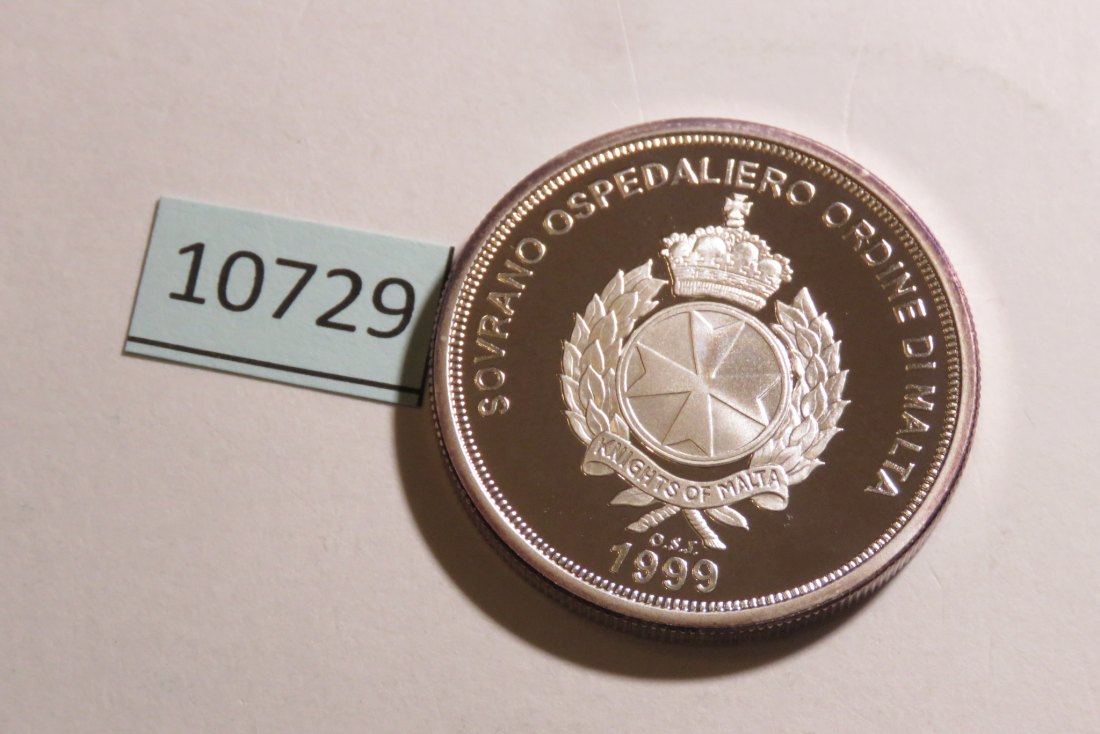 10729
SOVRANO OSPEDALIERO ORDINE DI MALTA
KNIGHTS OF MALTA
1999